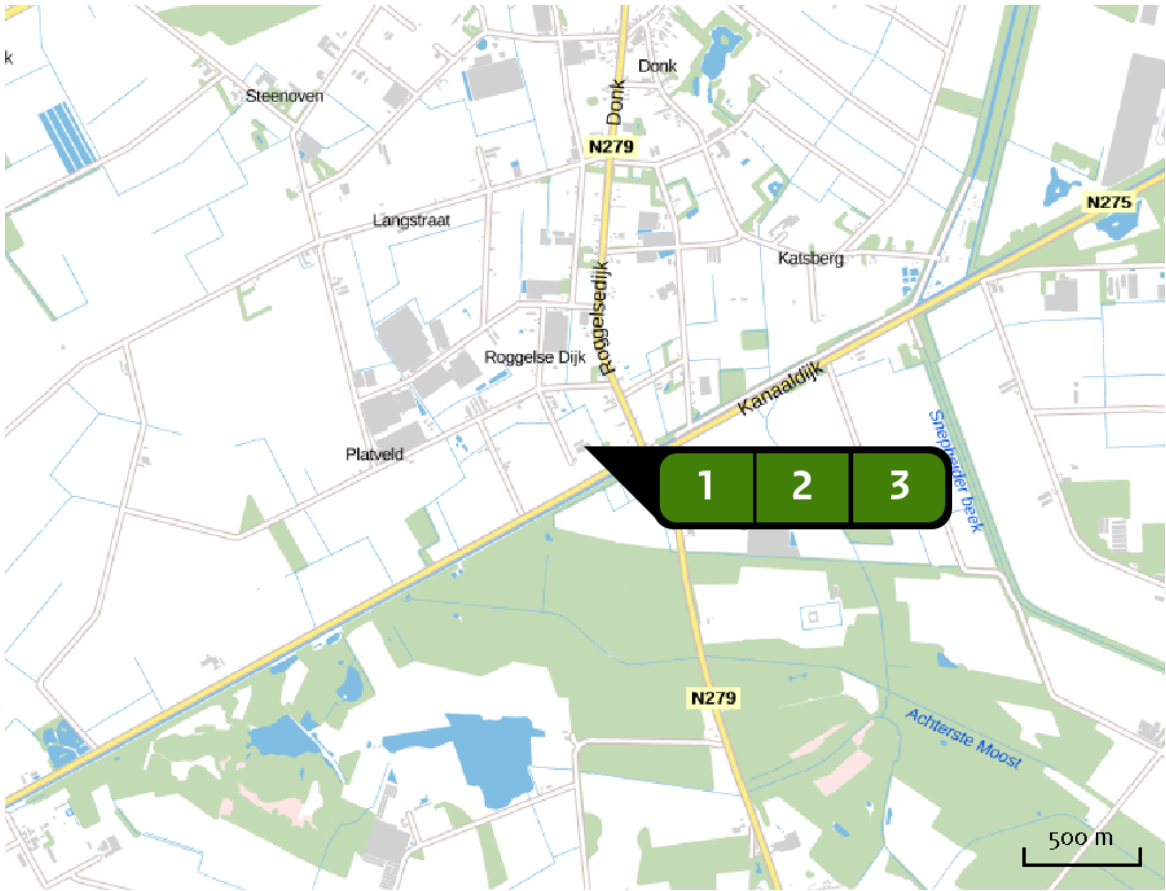 k
Steenoven
Donk
Donk
N279
N275
Langstraat
Katsberg
Roggelsedijk
Roggelse Dijk
Kanaaldijk
Platveld
Snepheider beek
1 2 3
N279
Achterste Moost
500 m